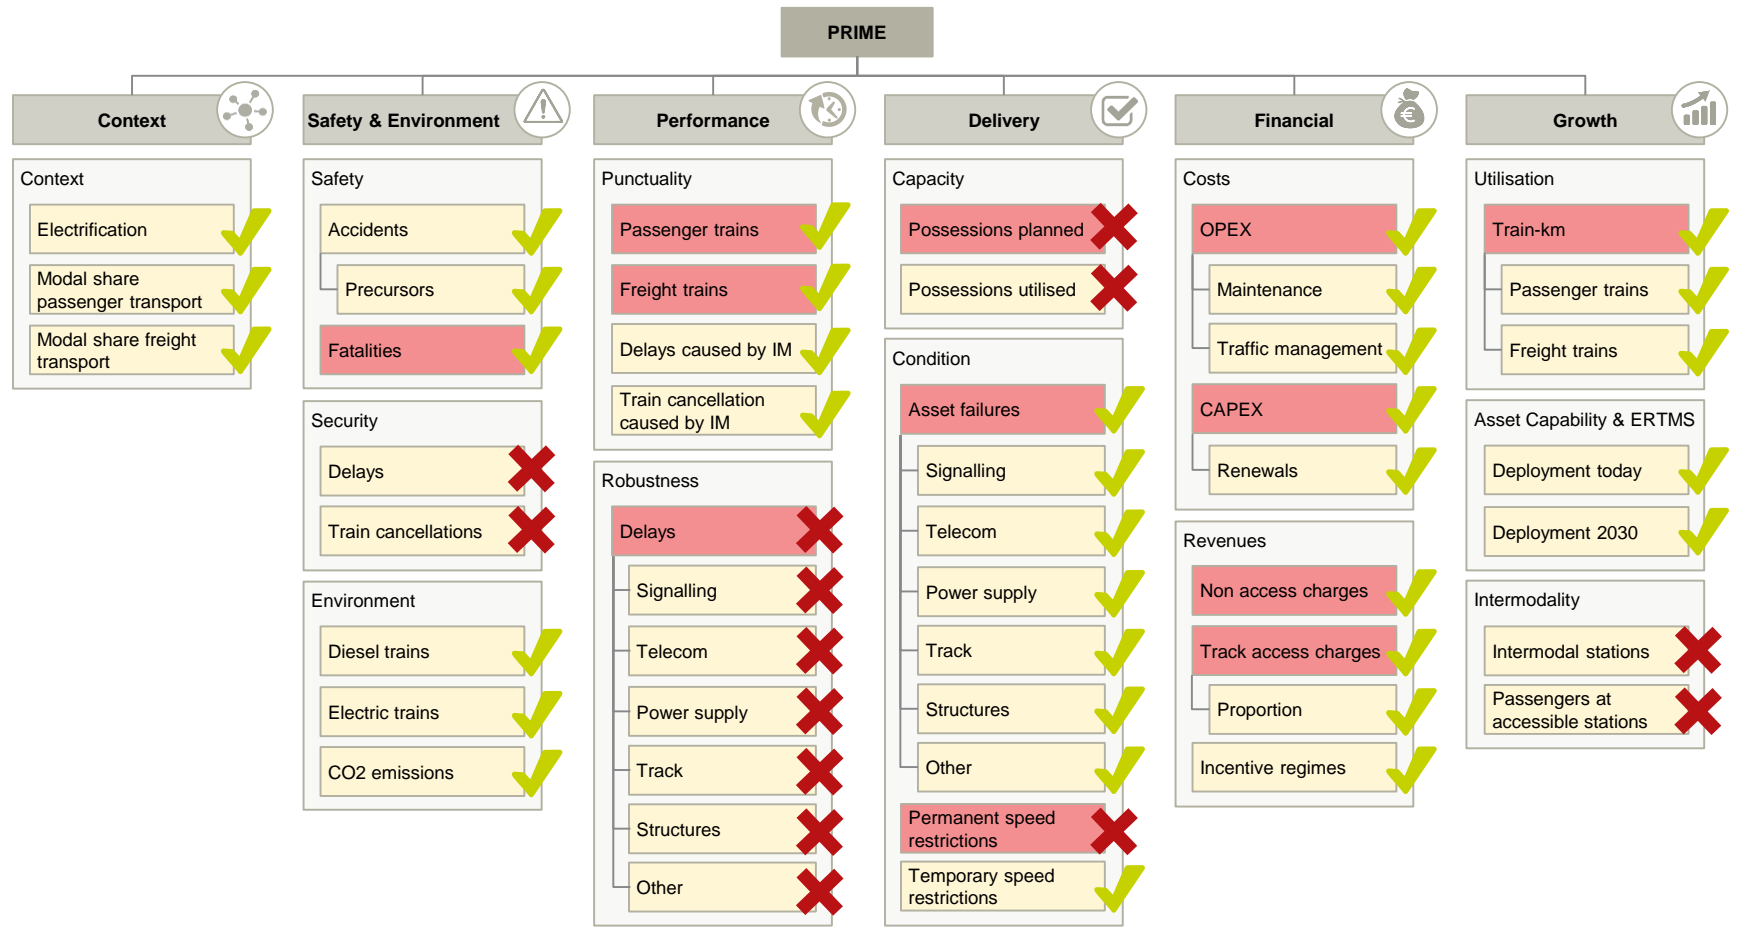 PRIME
Context
Context
Electrification
Modal share
passenger transport
Modal share freight
transport
Safety & Environment
Safety
Accidents
Precursors
Fatalities
Security
Delays
Train cancellations
Environment
Diesel trains
Electric trains
CO2 emissions
Performance
Punctuality
Passenger trains
Freight trains
Delays caused by IM
Train cancellation
caused by IM
Robustness
Delays
Signalling
Telecom
Power supply
Track
Structures
Other
Delivery
Capacity
Possessions planned
Possessions utilised
Condition
Asset failures
Signalling
Telecom
Power supply
Track
Structures
Other
Permanent speed
restrictions
Temporary speed
restrictions
Financial
€
Costs
OPEX
Maintenance
Traffic management
CAPEX
Renewals
Revenues
Non access charges
Track access charges
Proportion
Incentive regimes
Growth
Utilisation
Train-km
Passenger trains
Freight trains
Asset Capability & ERTMS
Deployment today
Deployment 2030
Intermodality
Intermodal stations
Passengers at
accessible stations